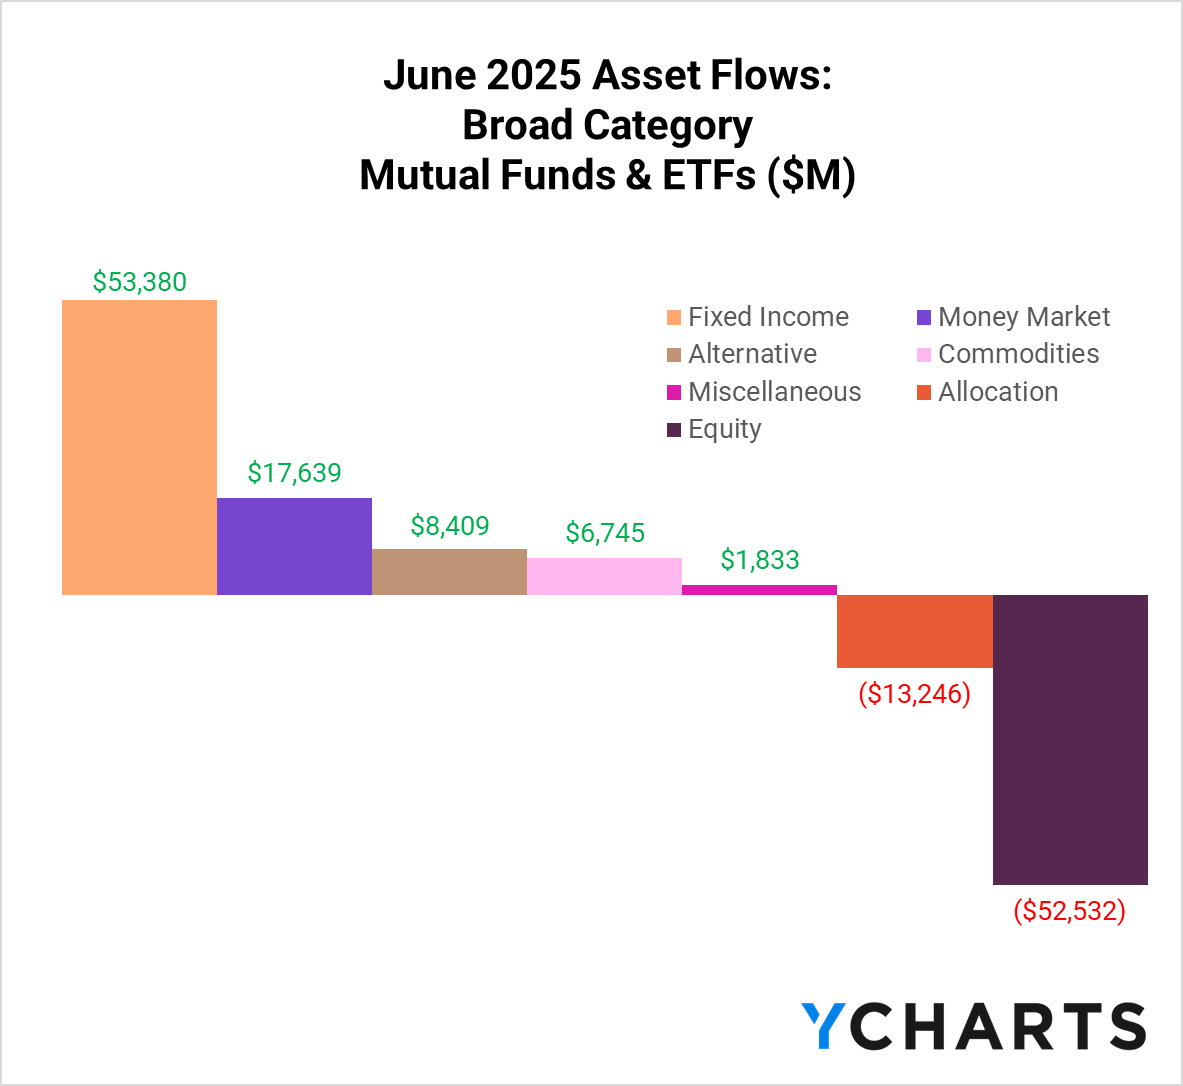 June 2025 Asset Flows:
Broad Category
Mutual Funds & ETFs ($M)
$53,380
Fixed Income
Money Market
Alternative
Commodities
Miscellaneous
Allocation
Equity
$17,639
$8,409
$6,745
$1,833
($13,246)
($52,532)
YCHARTS